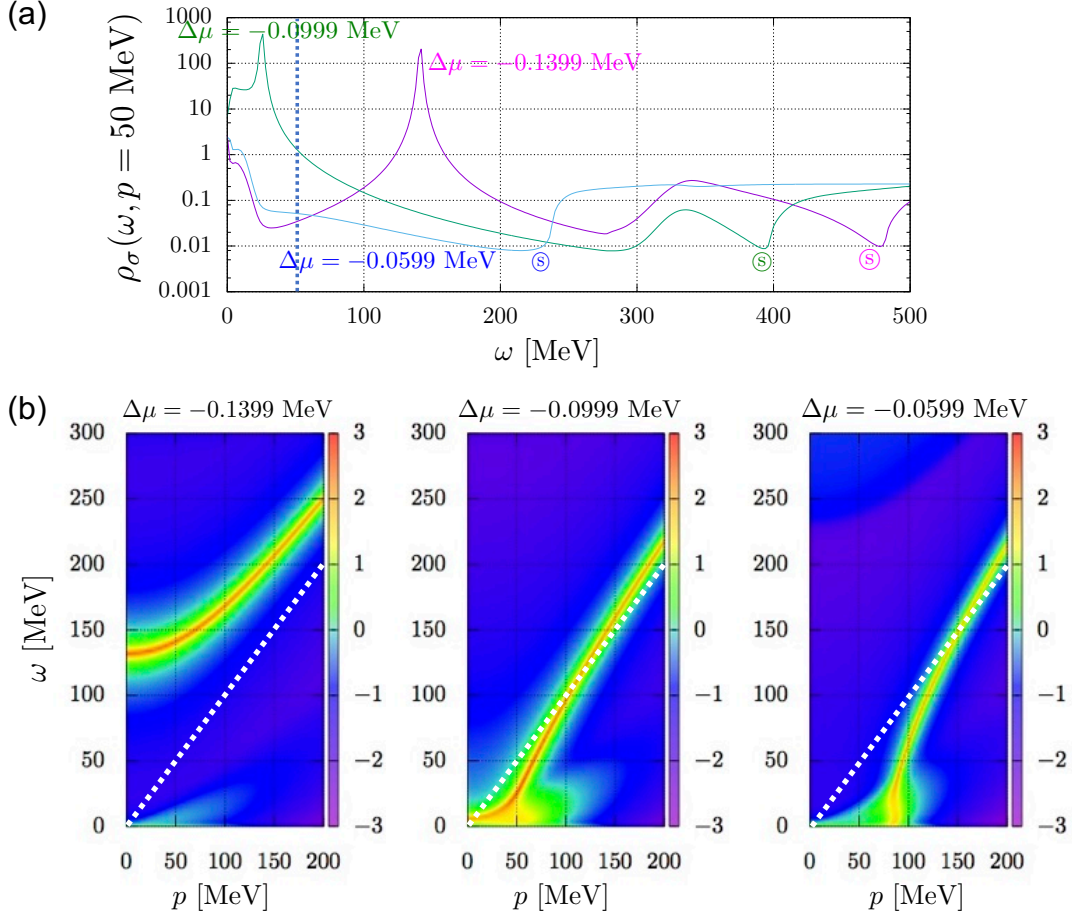 (a)
ρσ(ω, p = 50 MeV)
1000
100
10
1
0.1
0.01
0.001
Δμ = −0.0999 MeV
Δμ = −0.1399 MeV
Δμ = −0.0599 MeV
s s s
0 100 200 300 400 500
ω [MeV]
(b)
Δμ = −0.1399 MeV Δμ = −0.0999 MeV Δμ = −0.0599 MeV
ω [MeV]
300 3 300 3 300 3
250 2 250 2 250 2
200 1 200 1 200 1
150 0 150 0 150 0
100 −1 100 −1 100 −1
50 −2 50 −2 50 −2
0 −3 0 −3 0 −3
0 50 100 150 200 0 50 100 150 200 0 50 100 150 200
p [MeV] p [MeV] p [MeV]